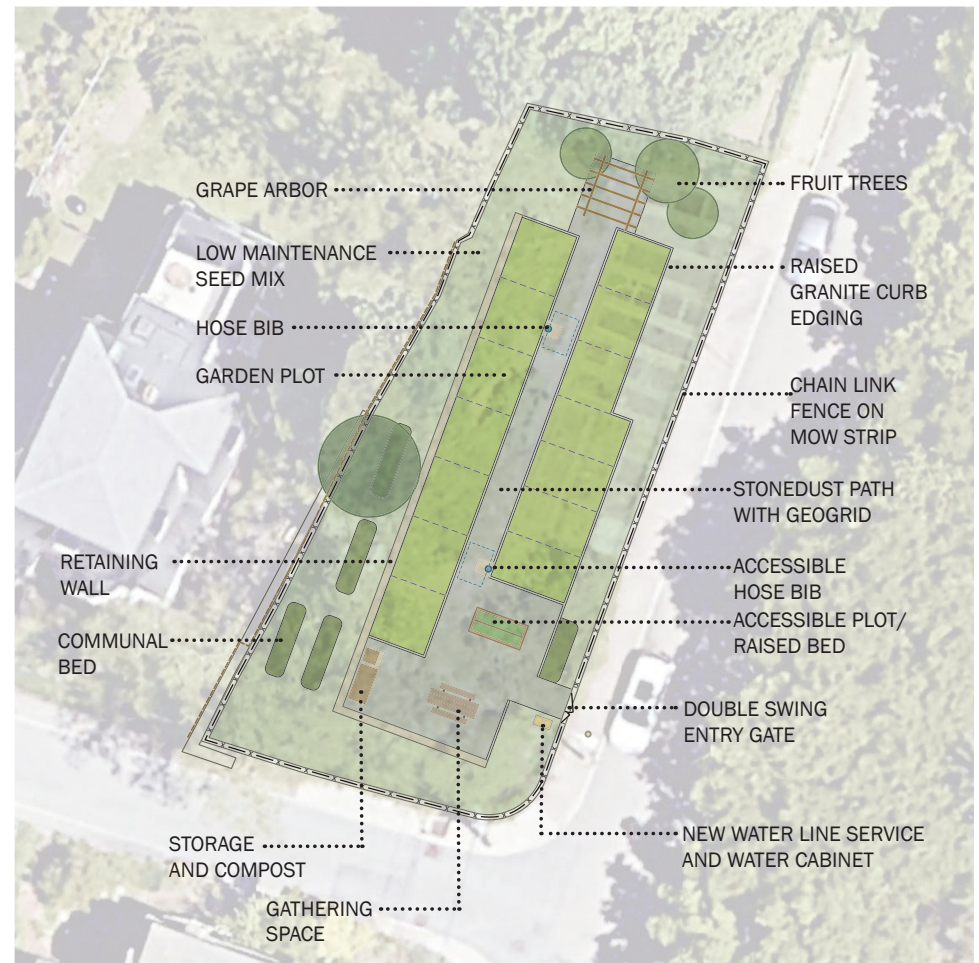 GRAPE ARBOR
LOW MAINTENANCE
SEED MIX
HOSE BIB
GARDEN PLOT
RETAINING
WALL
COMMUNAL
BED
STORAGE
AND COMPOST
GATHERING
SPACE
FRUIT TREES
RAISED
GRANITE CURB
EDGING
CHAIN LINK
FENCE ON
MOW STRIP
STONEDUST PATH
WITH GEOGRID
ACCESSIBLE
HOSE BIB
ACCESSIBLE PLOT/
RAISED BED
DOUBLE SWING
ENTRY GATE
NEW WATER LINE SERVICE
AND WATER CABINET